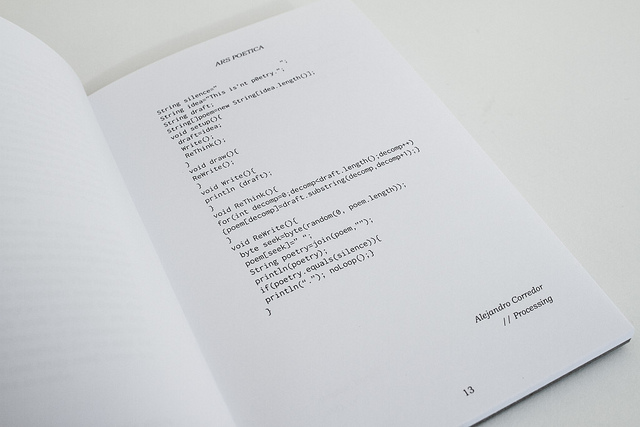 ARS POETICA
String silence="                    ";
String idea="This is'nt p0etry.";
String draft;
String[]poem=new String[idea.length()];
void setup(){
draft=idea;
Write();
ReThink();
}
void draw(){
ReWrite();
}
void Write(){
println (draft);
}
void ReThink(){
for(int decomp=0;decomp<draft.length();decomp++)
{poem[decomp]=draft.substring(decomp,decomp+1);}
}
void ReWrite(){
byte seek=byte(random(0, poem.length));
poem[seek]=" ";
String poetry=join(poem,"");
println(poetry);
if(poetry.equals(silence)){
println("."); noLoop();}
}
Alejandro Corredor
// Processing
13